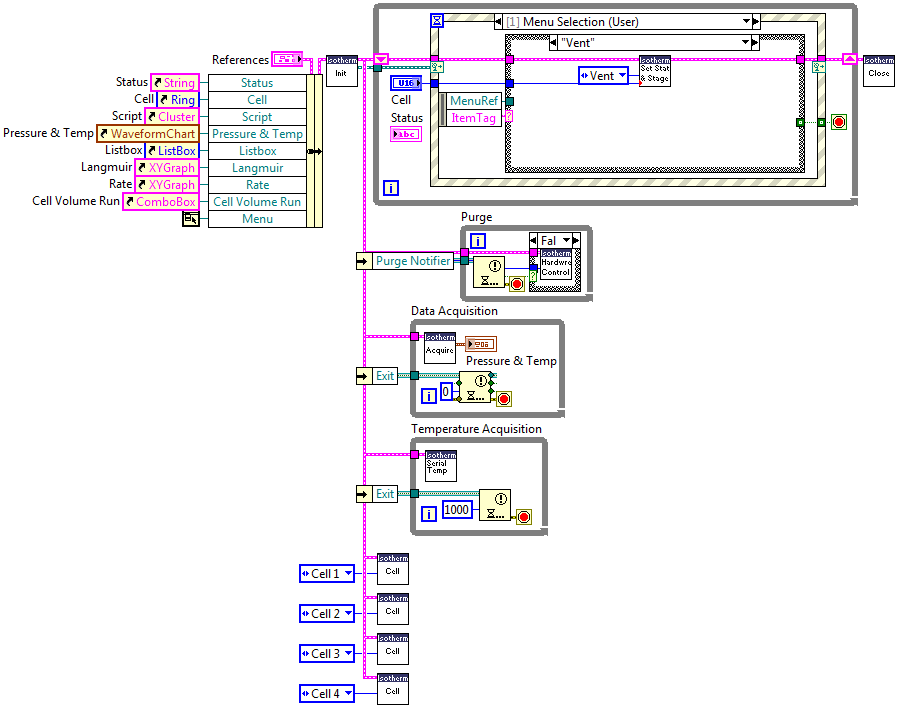 [1] Menu Selection (User)
"Vent"
References
Isotherm
Init
Vent
Isotherm
Set Stat
& Stage
Isotherm
Close
Status
String
Status
Cell
Ring
Cell
Script
Cluster
Script
Pressure & Temp
WaveformChart
Pressure & Temp
Listbox
ListBox
Listbox
Langmuir
XYGraph
Langmuir
Rate
XYGraph
Rate
Cell Volume Run
ComboBox
Cell Volume Run
Menu
U16
Cell
Status
abc
MenuRef
ItemTag
?
i
Purge
i
Fal
Purge Notifier
Isotherm
Hardwre
Control
?
Data Acquisition
Isotherm
Acquire
Pressure & Temp
Exit
i
0
Temperature Acquisition
Isotherm
Serial
Temp
Exit
i
1000
Isotherm
Cell
Cell 1
Isotherm
Cell
Cell 2
Isotherm
Cell
Cell 3
Isotherm
Cell
Cell 4